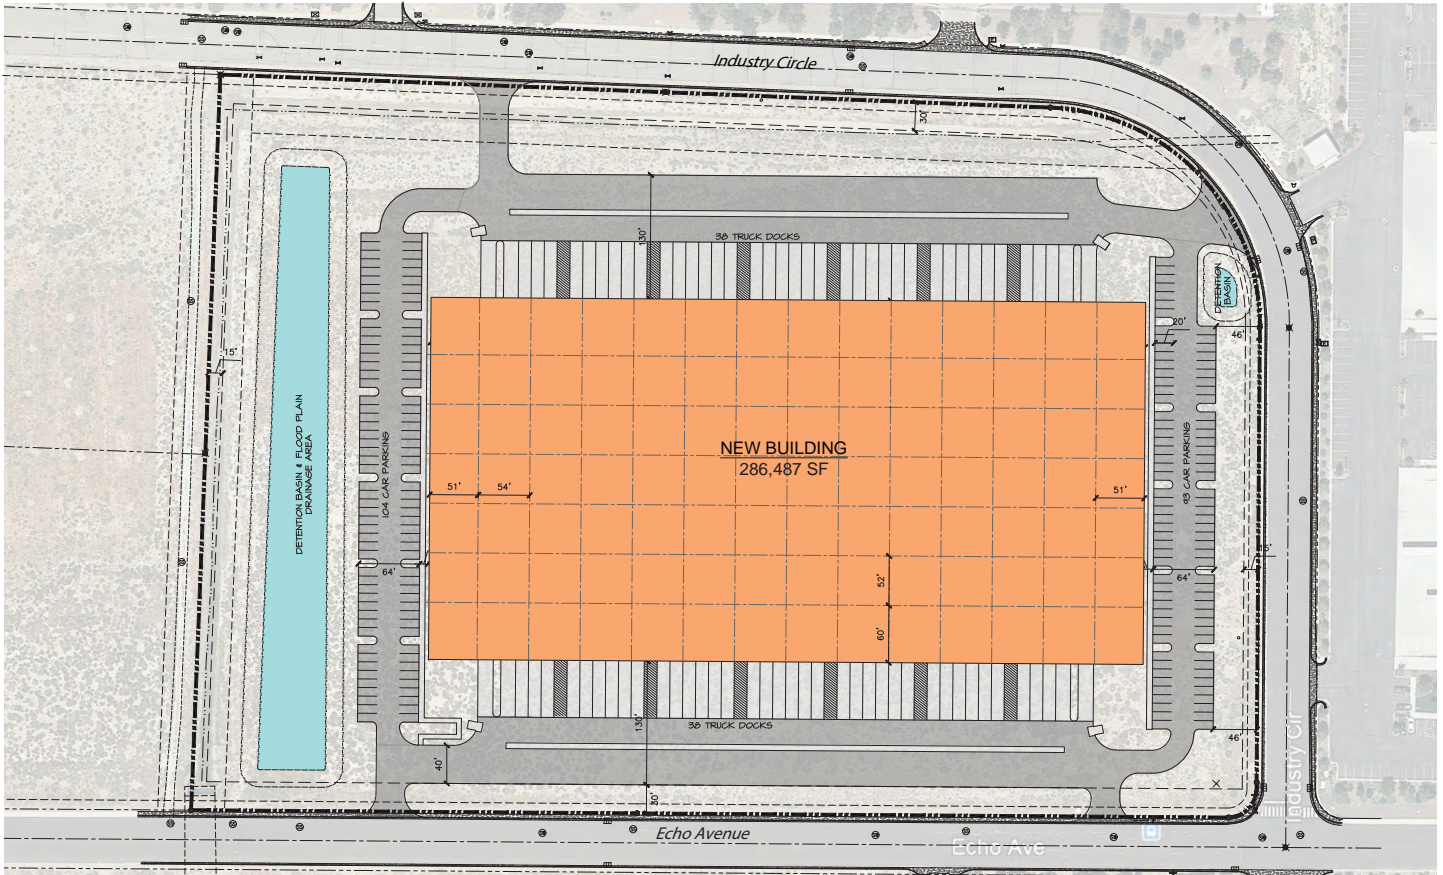 Industry Circle
30'
130'
38 TRUCK DOCKS
DETENTION
BASIN
20'
46'
15'
NEW BUILDING
286,487 SF
DETENTION BASIN & FLOOD PLAIN
DRAINAGE AREA
104 CAR PARKING
93 CAR PARKING
51'
54'
51'
52'
60'
64'
64'
15'
130'
38 TRUCK DOCKS
40'
46'
30'
Industry Cir
Echo Avenue
Echo Ave